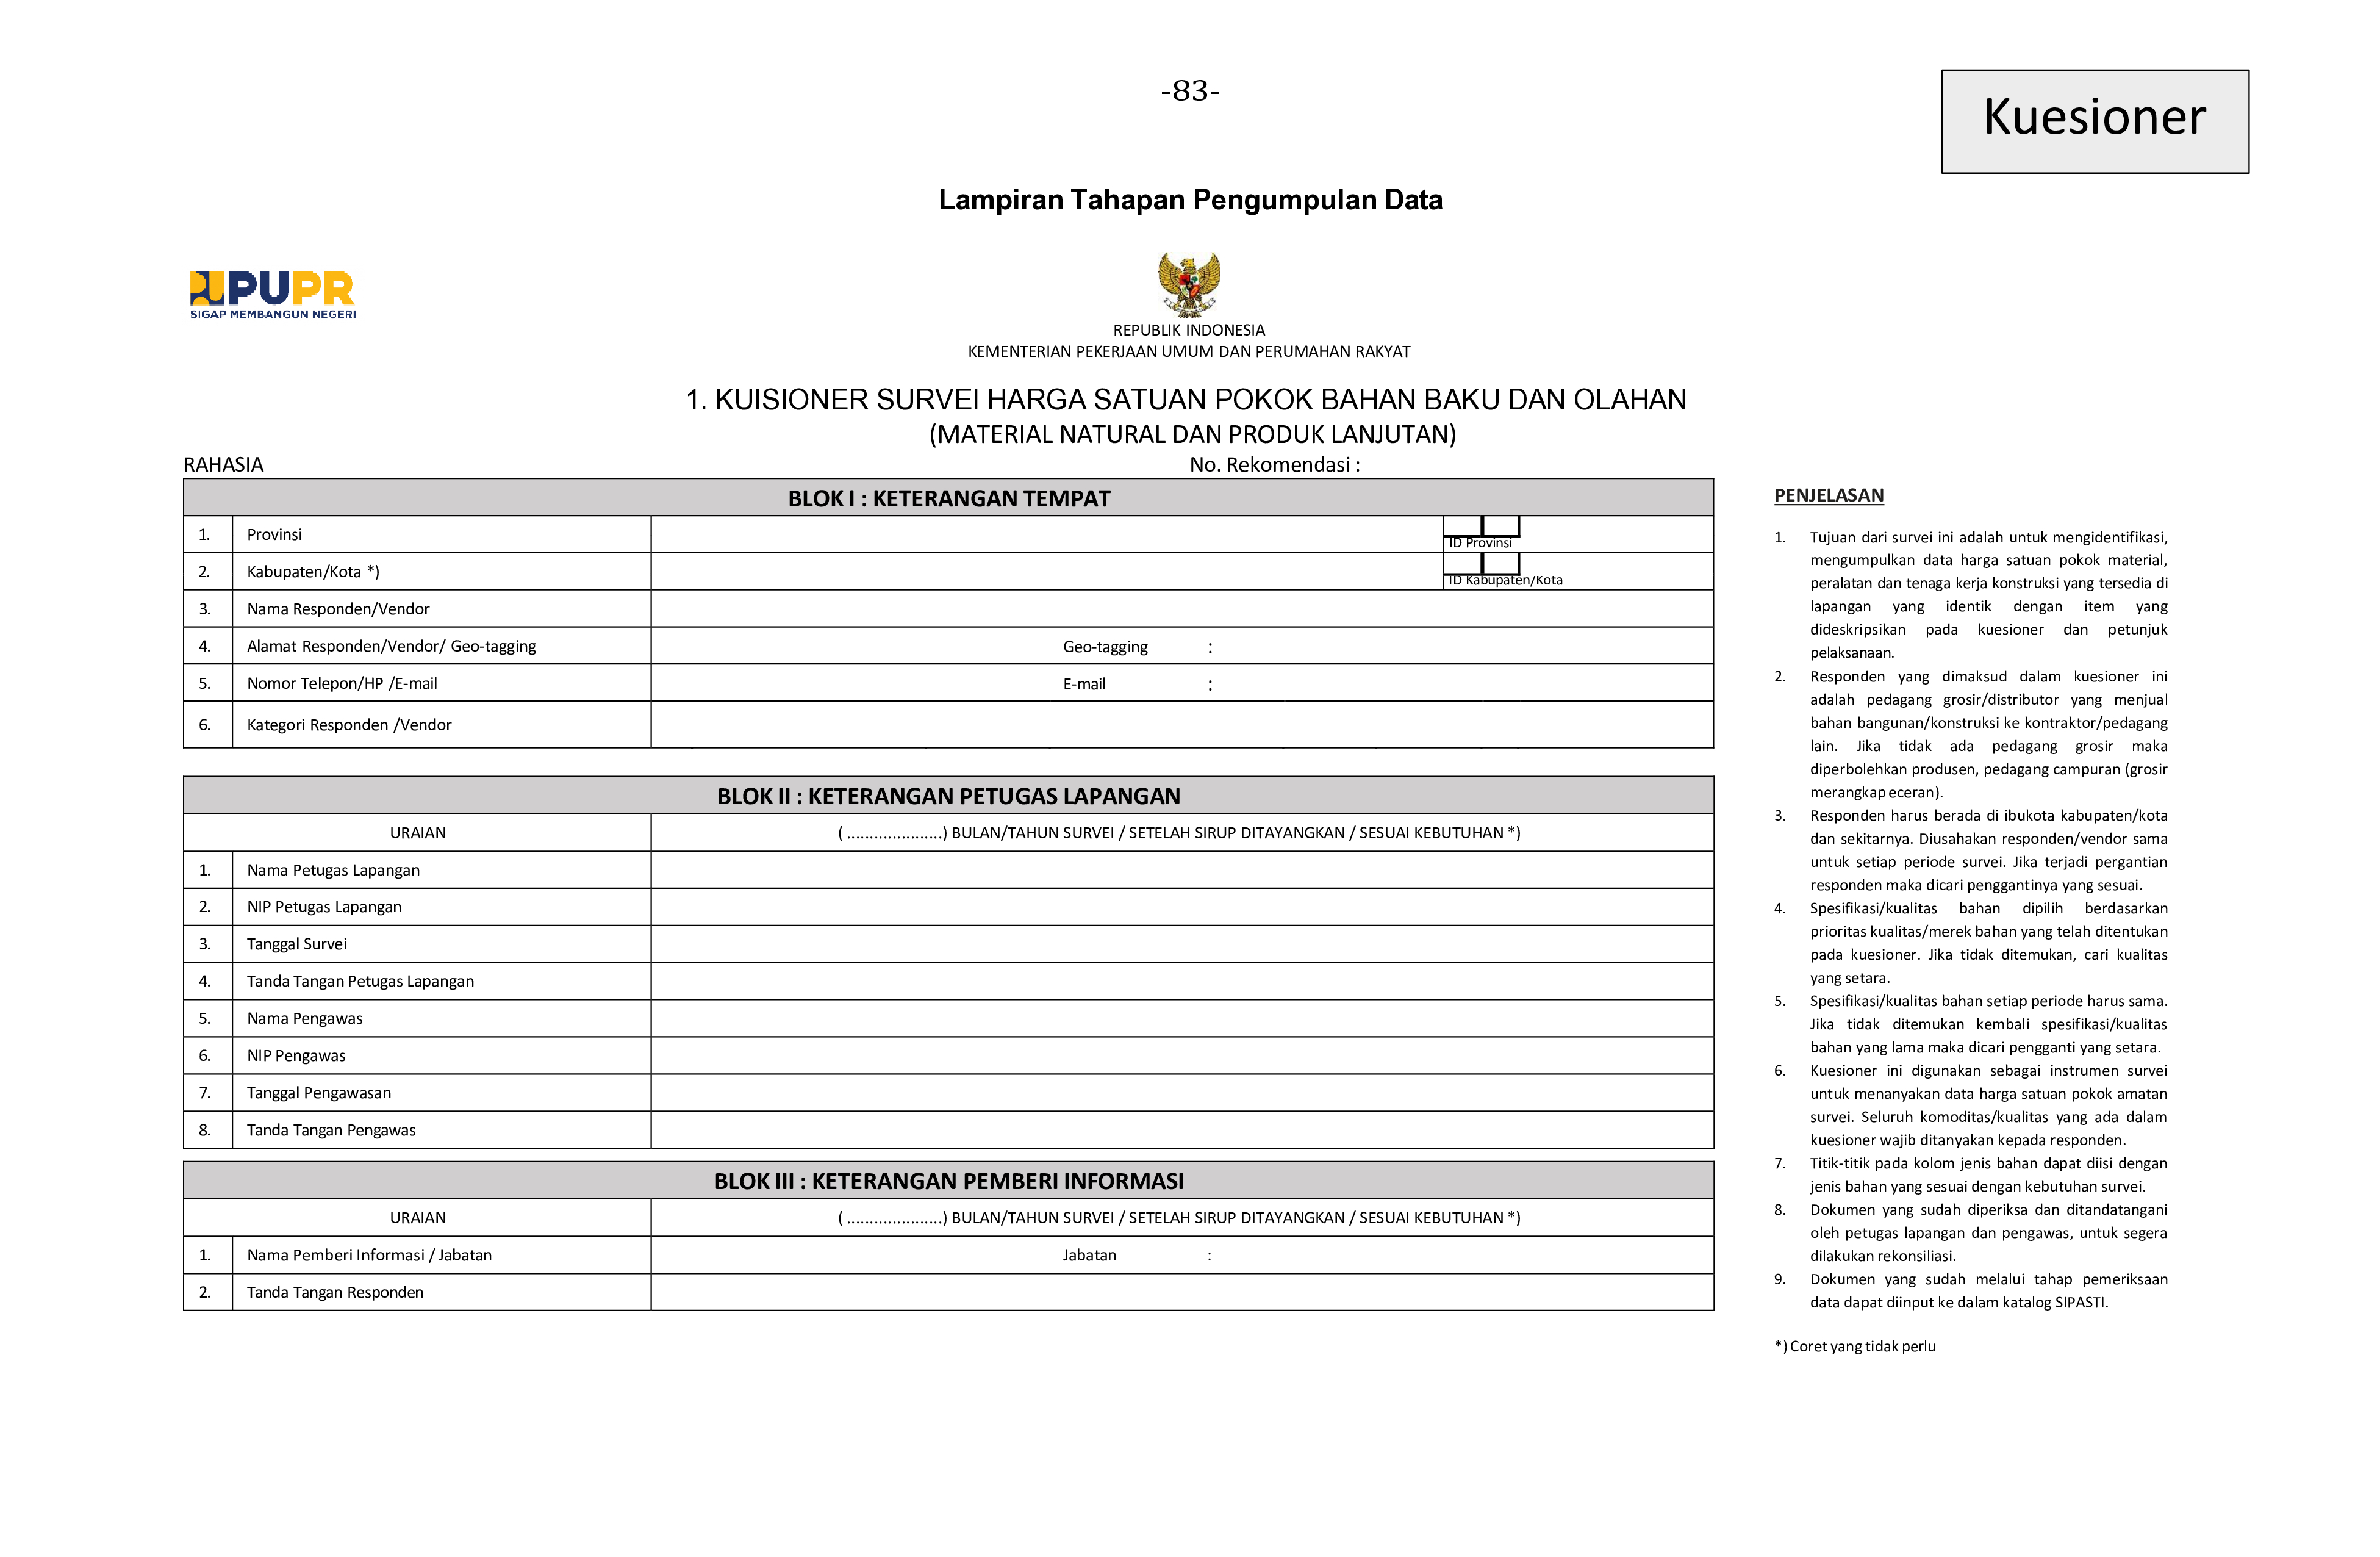 -83-
Kuesioner
Lampiran Tahapan Pengumpulan Data
PUPR
SIGAP MEMBANGUN NEGERI
REPUBLIK INDONESIA
KEMENTERIAN PEKERJAAN UMUM DAN PERUMAHAN RAKYAT
1. KUISIONER SURVEI HARGA SATUAN POKOK BAHAN BAKU DAN OLAHAN
(MATERIAL NATURAL DAN PRODUK LANJUTAN)
RAHASIA No. Rekomendasi :
BLOK I : KETERANGAN TEMPAT
1. Provinsi ID Provinsi
2. Kabupaten/Kota *) ID Kabupaten/Kota
3. Nama Responden/Vendor
4. Alamat Responden/Vendor/ Geo-tagging Geo-tagging :
5. Nomor Telepon/HP /E-mail E-mail :
6. Kategori Responden /Vendor
BLOK II : KETERANGAN PETUGAS LAPANGAN
URAIAN ( .....................) BULAN/TAHUN SURVEI / SETELAH SIRUP DITAYANGKAN / SESUAI KEBUTUHAN *)
1. Nama Petugas Lapangan
2. NIP Petugas Lapangan
3. Tanggal Survei
4. Tanda Tangan Petugas Lapangan
5. Nama Pengawas
6. NIP Pengawas
7. Tanggal Pengawasan
8. Tanda Tangan Pengawas
BLOK III : KETERANGAN PEMBERI INFORMASI
URAIAN ( .....................) BULAN/TAHUN SURVEI / SETELAH SIRUP DITAYANGKAN / SESUAI KEBUTUHAN *)
1. Nama Pemberi Informasi / Jabatan Jabatan :
2. Tanda Tangan Responden
PENJELASAN
1. Tujuan dari survei ini adalah untuk mengidentifikasi,
mengumpulkan data harga satuan pokok material,
peralatan dan tenaga kerja konstruksi yang tersedia di
lapangan yang identik dengan item yang
dideskripsikan pada kuesioner dan petunjuk
pelaksanaan.
2. Responden yang dimaksud dalam kuesioner ini
adalah pedagang grosir/distributor yang menjual
bahan bangunan/konstruksi ke kontraktor/pedagang
lain. Jika tidak ada pedagang grosir maka
diperbolehkan produsen, pedagang campuran (grosir
merangkap eceran).
3. Responden harus berada di ibukota kabupaten/kota
dan sekitarnya. Diusahakan responden/vendor sama
untuk setiap periode survei. Jika terjadi pergantian
responden maka dicari penggantinya yang sesuai.
4. Spesifikasi/kualitas bahan dipilih berdasarkan
prioritas kualitas/merek bahan yang telah ditentukan
pada kuesioner. Jika tidak ditemukan, cari kualitas
yang setara.
5. Spesifikasi/kualitas bahan setiap periode harus sama.
Jika tidak ditemukan kembali spesifikasi/kualitas
bahan yang lama maka dicari pengganti yang setara.
6. Kuesioner ini digunakan sebagai instrumen survei
untuk menanyakan data harga satuan pokok amatan
survei. Seluruh komoditas/kualitas yang ada dalam
kuesioner wajib ditanyakan kepada responden.
7. Titik-titik pada kolom jenis bahan dapat diisi dengan
jenis bahan yang sesuai dengan kebutuhan survei.
8. Dokumen yang sudah diperiksa dan ditandatangani
oleh petugas lapangan dan pengawas, untuk segera
dilakukan rekonsiliasi.
9. Dokumen yang sudah melalui tahap pemeriksaan
data dapat diinput ke dalam katalog SIPASTI.
*) Coret yang tidak perlu